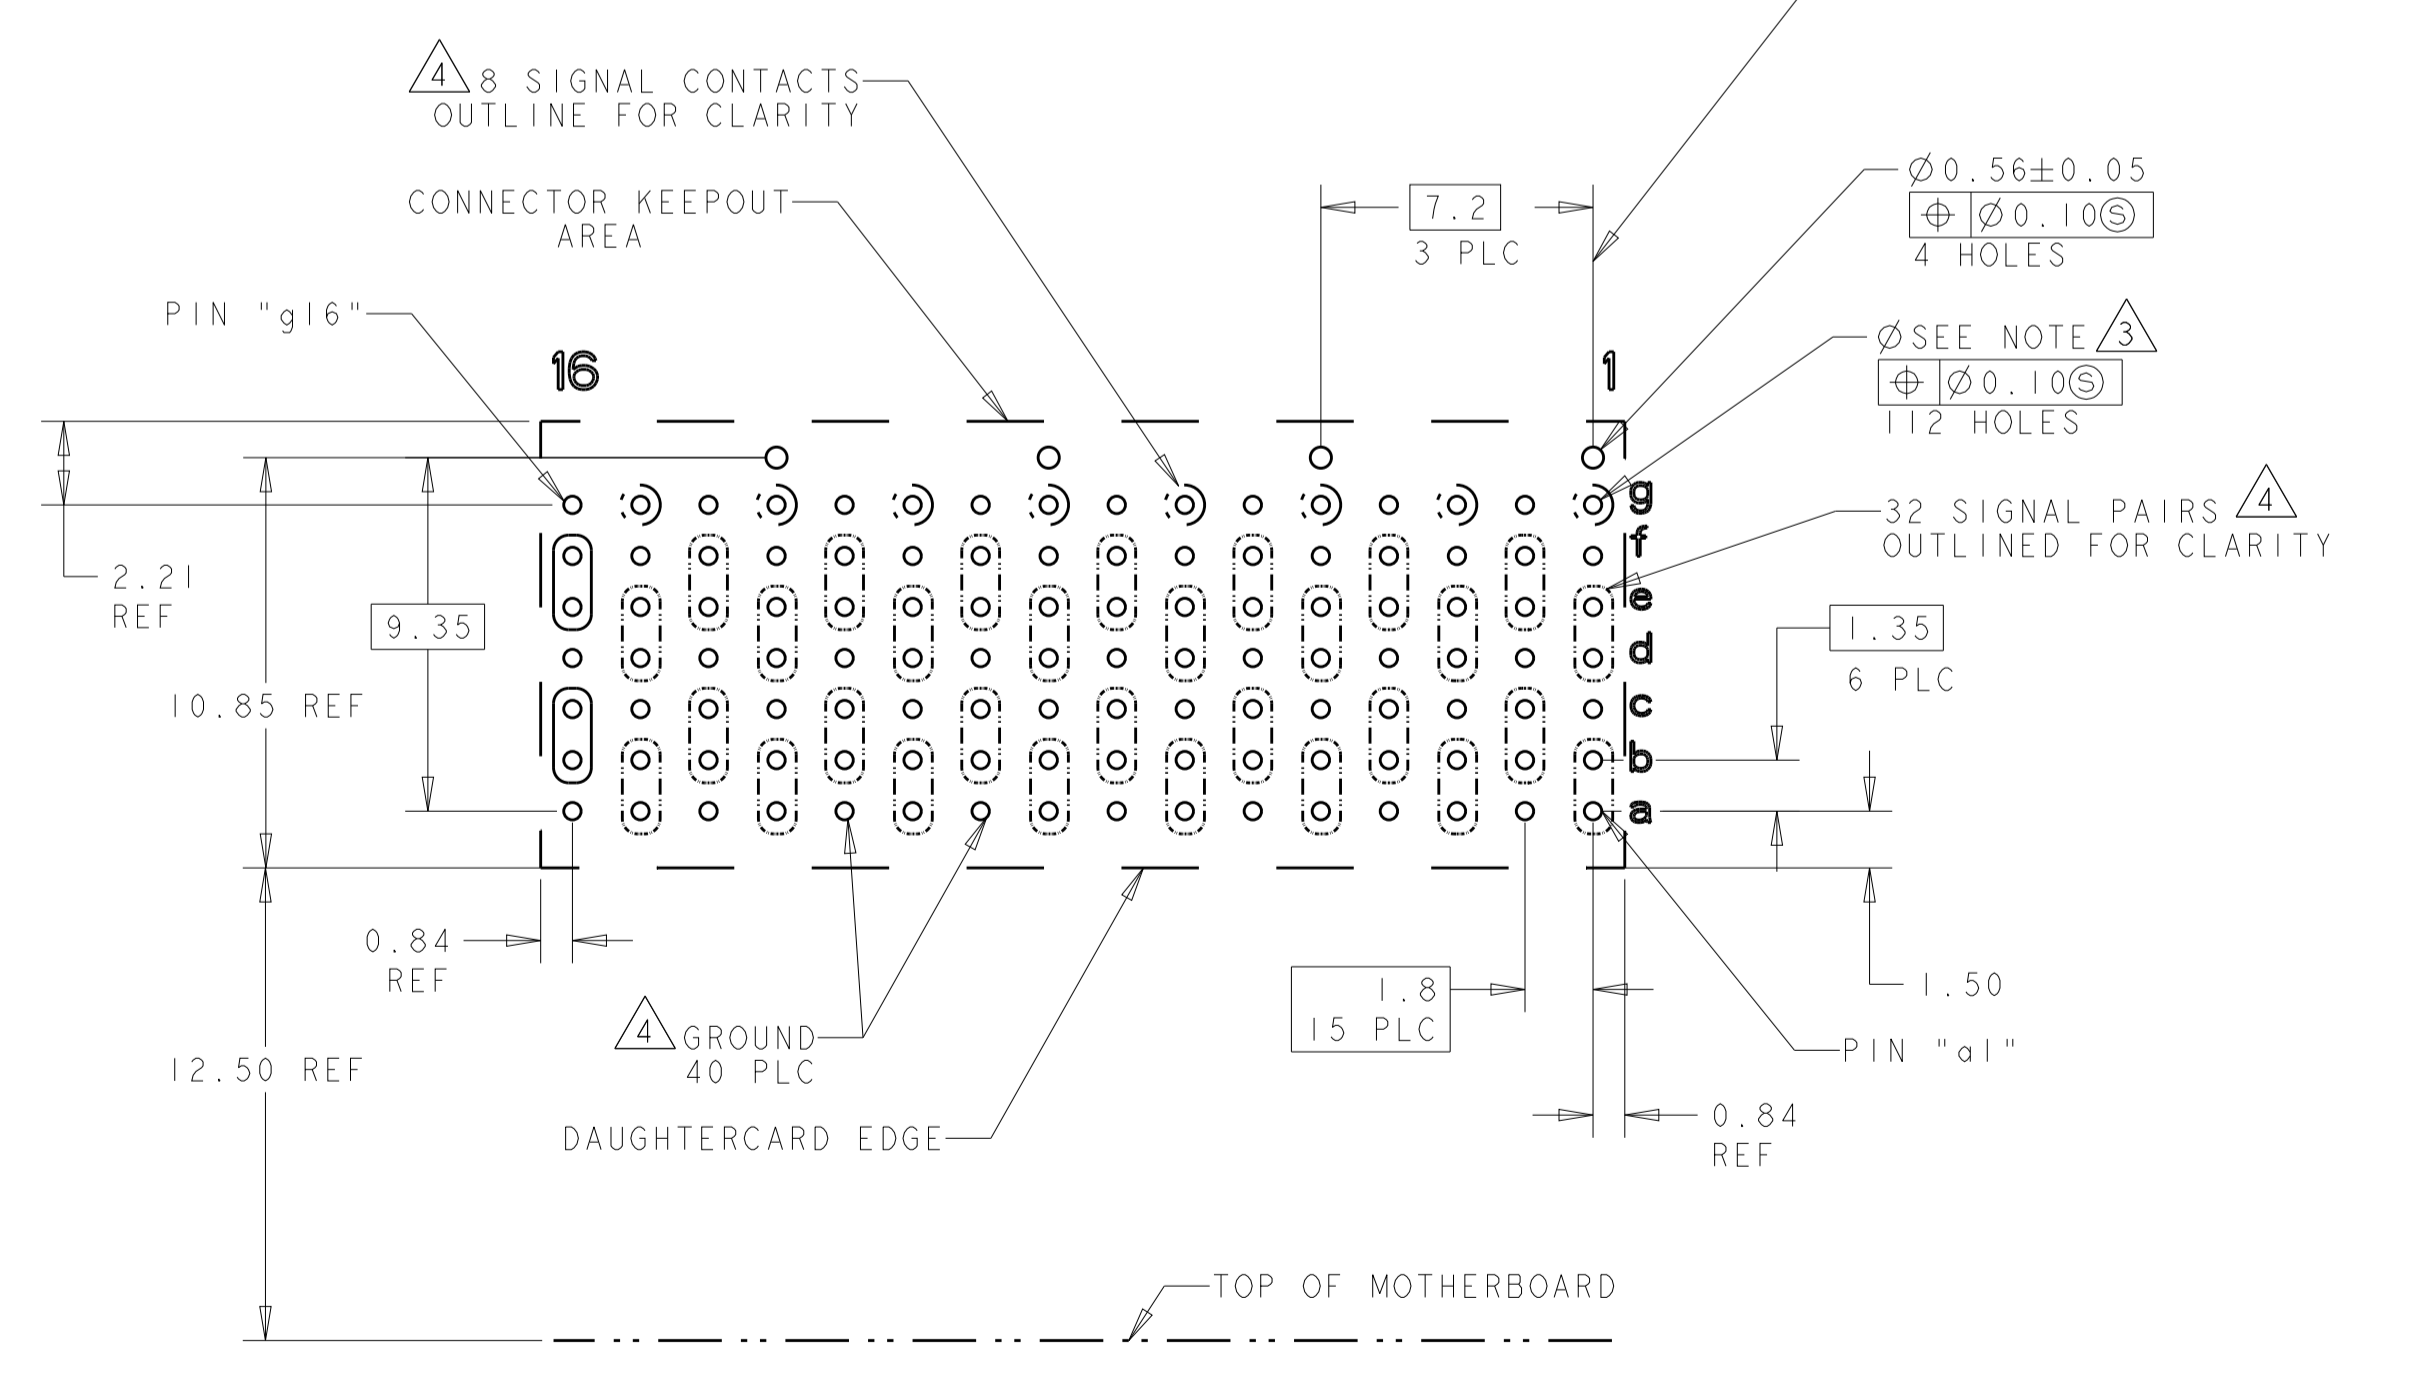 4 8 SIGNAL CONTACTS
OUTLINE FOR CLARITY
CONNECTOR KEEPOUT
AREA
PIN "g16"
7.2
3 PLC
Ø0.56±0.05
⌖ Ø0.10Ⓢ
4 HOLES
Ø SEE NOTE 3
⌖ Ø0.10Ⓢ
112 HOLES
16
1
32 SIGNAL PAIRS 4
OUTLINED FOR CLARITY
g
f
e
d
c
b
a
2.21
REF
9.35
10.85 REF
1.35
6 PLC
0.84
REF
1.8
15 PLC
1.50
4 GROUND
40 PLC
PIN "a1"
12.50 REF
DAUGHTERCARD EDGE
0.84
REF
TOP OF MOTHERBOARD